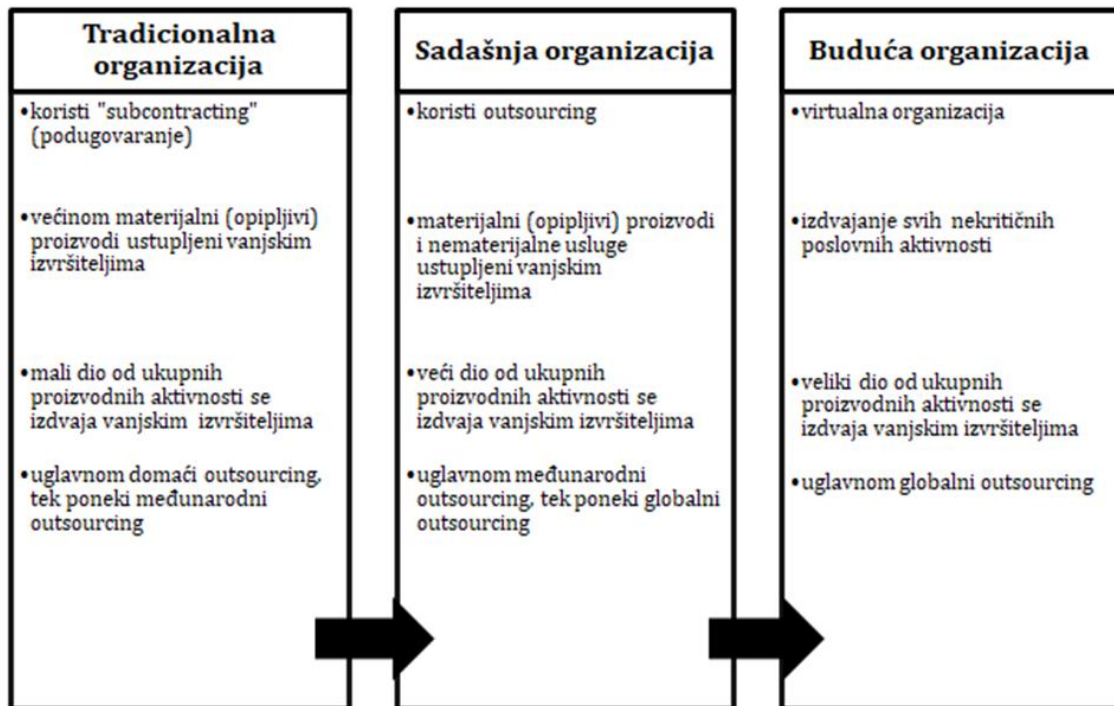 Tradicionalna
organizacija
•koristi "subcontracting"
(podugovaranje)
•većinom materijalni (opipljivi)
proizvodi ustupljeni vanjskim
izvršiteljima
•mali dio od ukupnih
proizvodnih aktivnosti se
izdvaja vanjskim izvršiteljima
•uglavnom domaći outsourcing,
tek poneki međunarodni
outsourcing
Sadašnja organizacija
•koristi outsourcing
•materijalni (opipljivi) proizvodi
i nematerijalne usluge
ustupljeni vanjskim
izvršiteljima
•veći dio od ukupnih
proizvodnih aktivnosti se
izdvaja vanjskim izvršiteljima
•uglavnom međunarodni
outsourcing, tek poneki globalni
outsourcing
Buduća organizacija
•virtualna organizacija
•izdvajanje svih nekritičnih
poslovnih aktivnosti
•veliki dio od ukupnih
proizvodnih aktivnosti se
izdvaja vanjskim izvršiteljima
•uglavnom globalni outsourcing